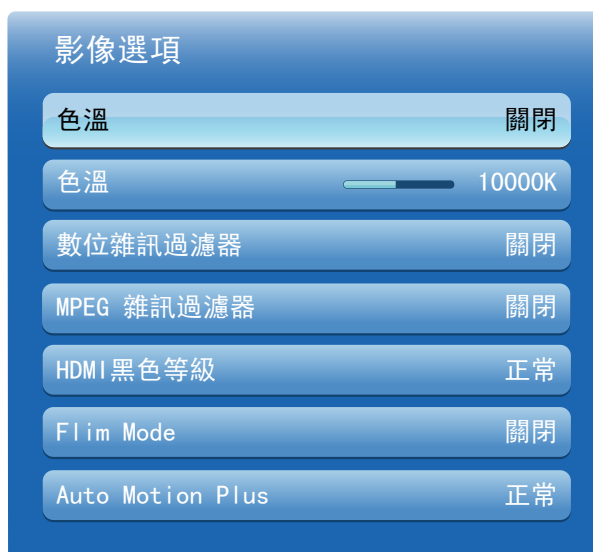 影像選項
色溫 關閉
色溫 10000K
數位雜訊過濾器 關閉
MPEG 雜訊過濾器 關閉
HDMI黑色等級 正常
Flim Mode 關閉
Auto Motion Plus 正常